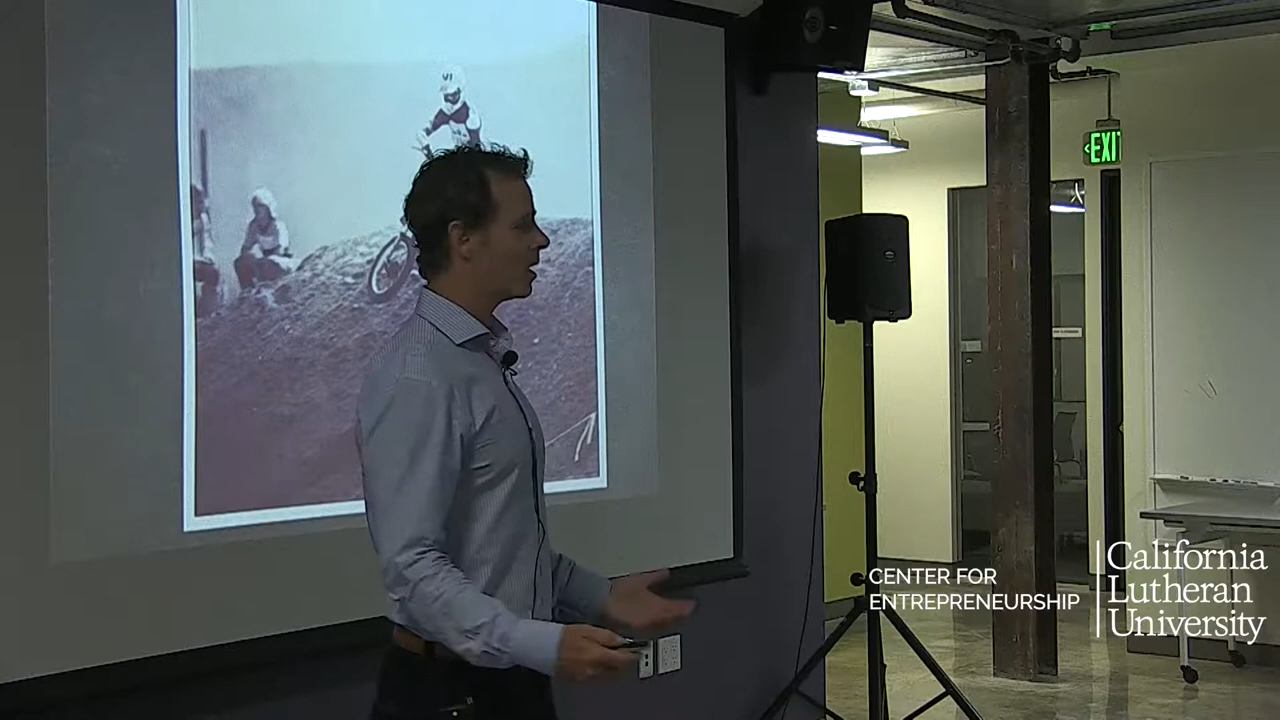 EXIT
CENTER FOR
ENTREPRENEURSHIP
California
Lutheran
University